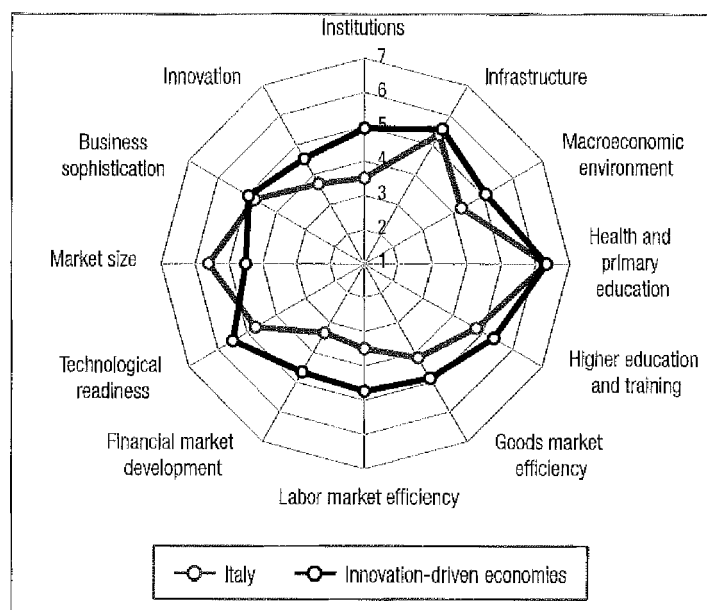 Institutions
Infrastructure
Macroeconomic
environment
Health and
primary
education
Higher education
and training
Goods market
efficiency
Labor market efficiency
Financial market
development
Technological
readiness
Market size
Business
sophistication
Innovation
7
6
5
4
3
2
1
Italy
Innovation-driven economies